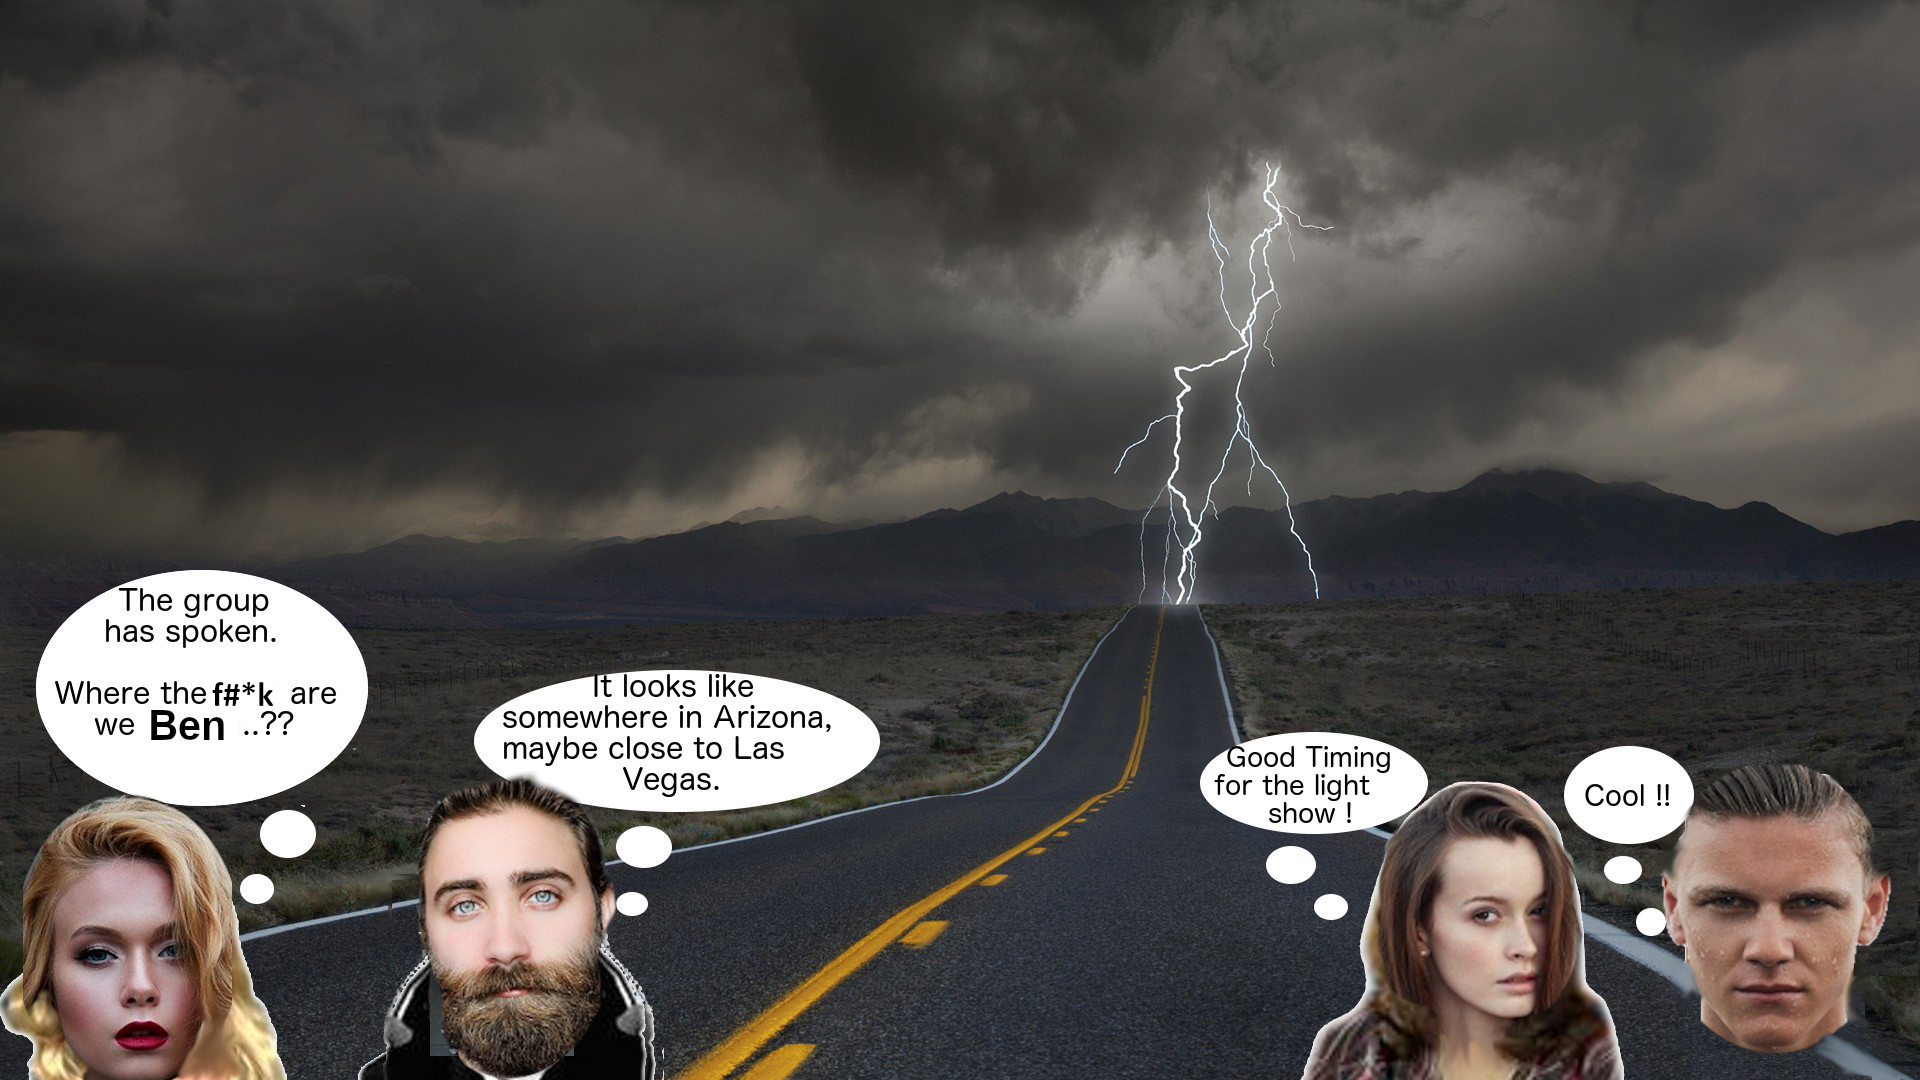 The group
has spoken.
Where the f#*k are
we Ben ..??
It looks like
somewhere in Arizona,
maybe close to Las
Vegas.
Good Timing
for the light
show !
Cool !!